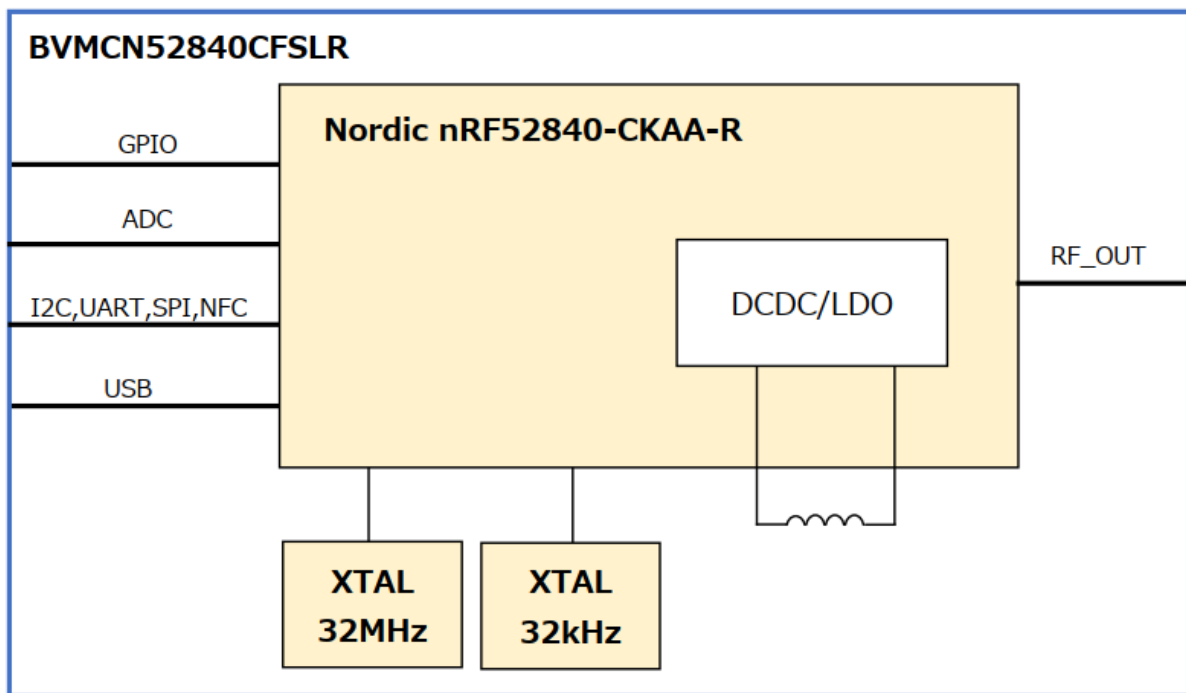 BVMCN52840CFSLR
Nordic nRF52840-CKAA-R
GPIO
ADC
I2C,UART,SPI,NFC
USB
DCDC/LDO
RF_OUT
XTAL
32MHz
XTAL
32kHz